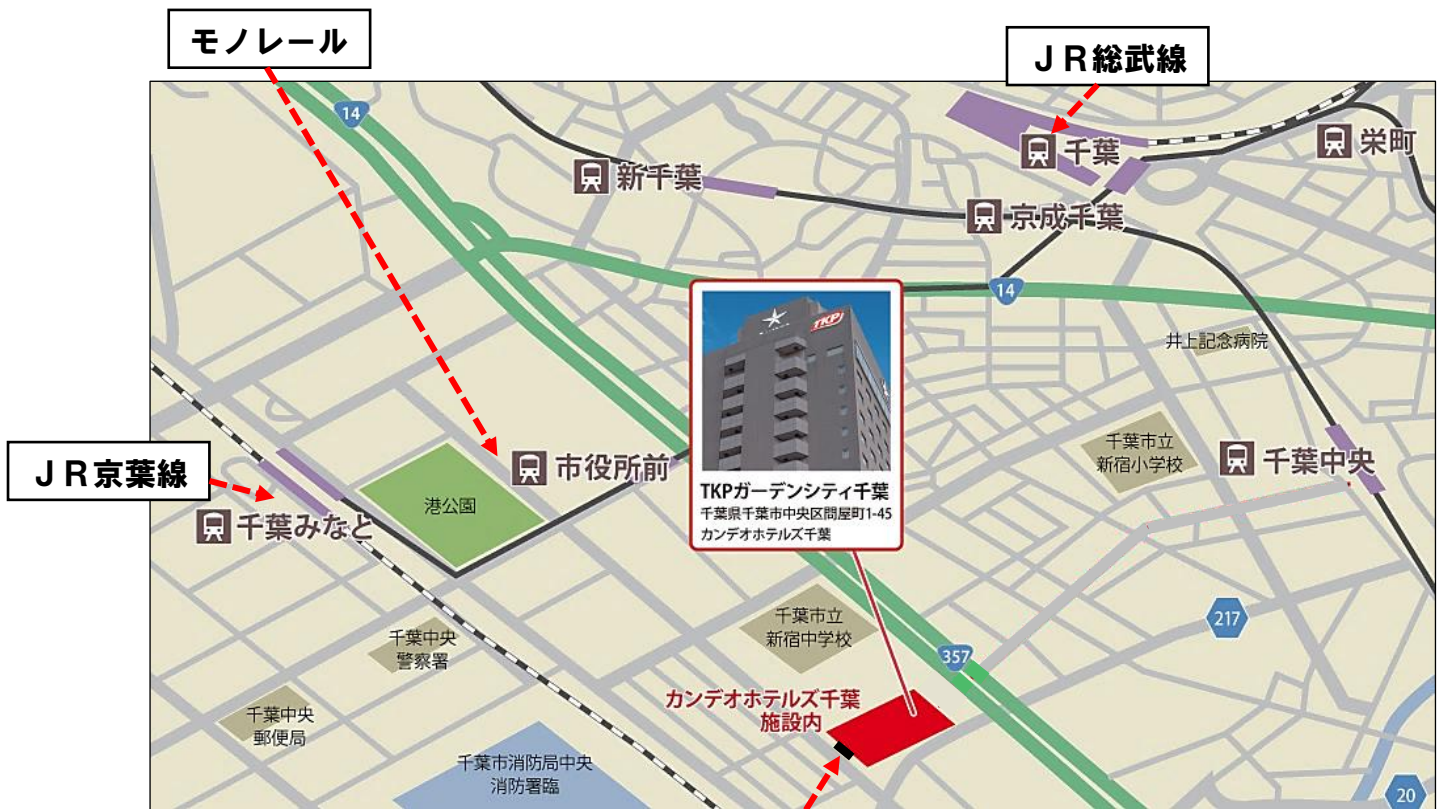 モノレール
ＪＲ総武線
14
千葉
栄町
新千葉
京成千葉
14
TKP
井上記念病院
千葉市立
新宿小学校
千葉中央
ＪＲ京葉線
市役所前
港公園
千葉みなと
TKPガーデンシティ千葉
千葉県千葉市中央区問屋町1-45
カンデオホテルズ千葉
千葉市立
新宿中学校
217
千葉中央
警察署
357
カンデオホテルズ千葉
施設内
千葉中央
郵便局
千葉市消防局中央
消防署臨
20